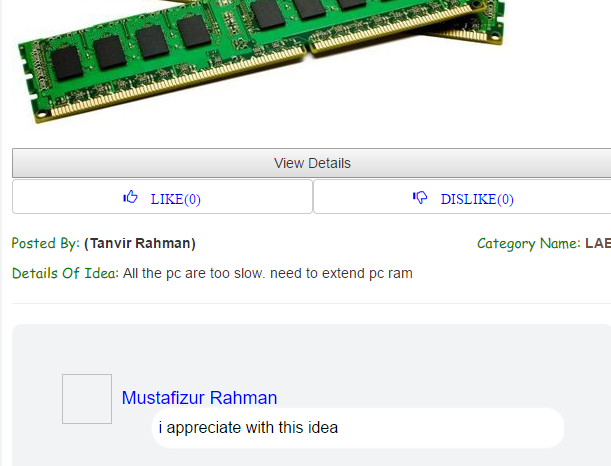 View Details
LIKE(0) DISLIKE(0)
Posted By: (Tanvir Rahman) Category Name: LAB
Details Of Idea: All the pc are too slow. need to extend pc ram
Mustafizur Rahman
i appreciate with this idea